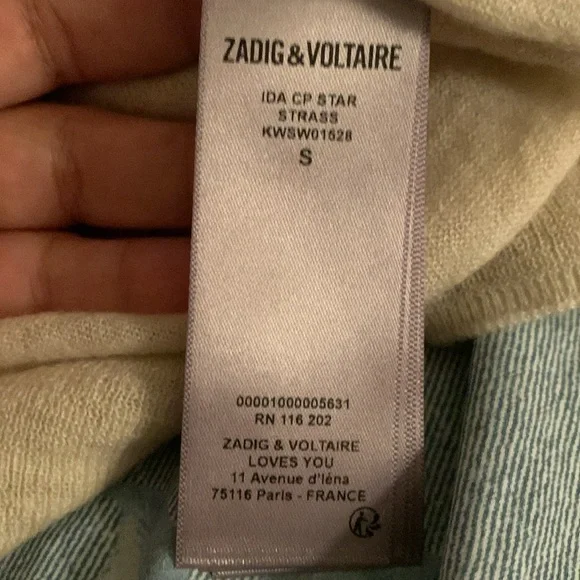 ZADIG&VOLTAIRE
IDA CP STAR
STRASS
KWSW01528
S
00001000005631
RN 116 202
ZADIG & VOLTAIRE
LOVES YOU
11 Avenue d'Iéna
75116 Paris - FRANCE